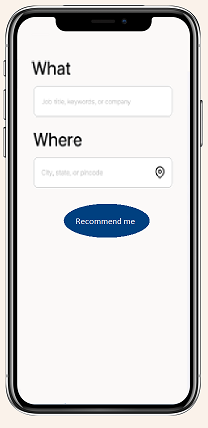 What
Job title, keywords, or company
Where
City, state, or pincode
Recommend me